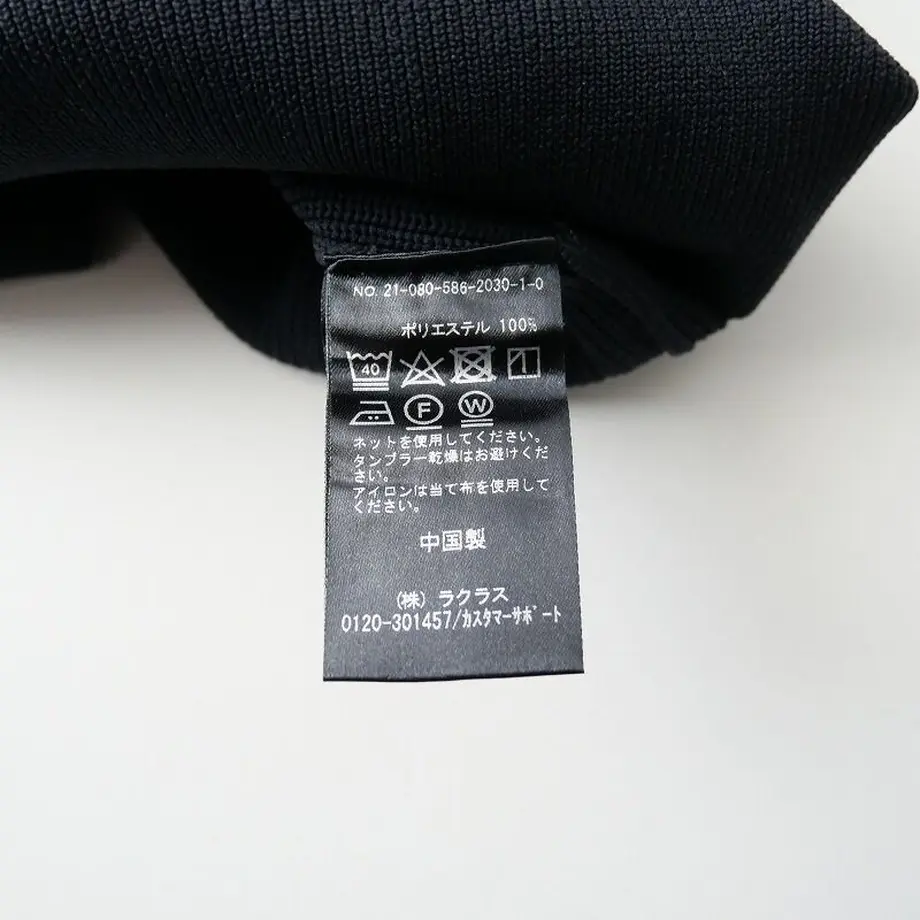 NO. 21-080-586-2030-1-0
ポリエステル 100%
40
F W
ネットを使用してください。
タンブラー乾燥はお避けくだ
さい。
アイロンは当て布を使用して
ください。
中国製
(株) ラクラス
0120-301457/ｶｽﾀﾏｰｻﾎﾟｰﾄ